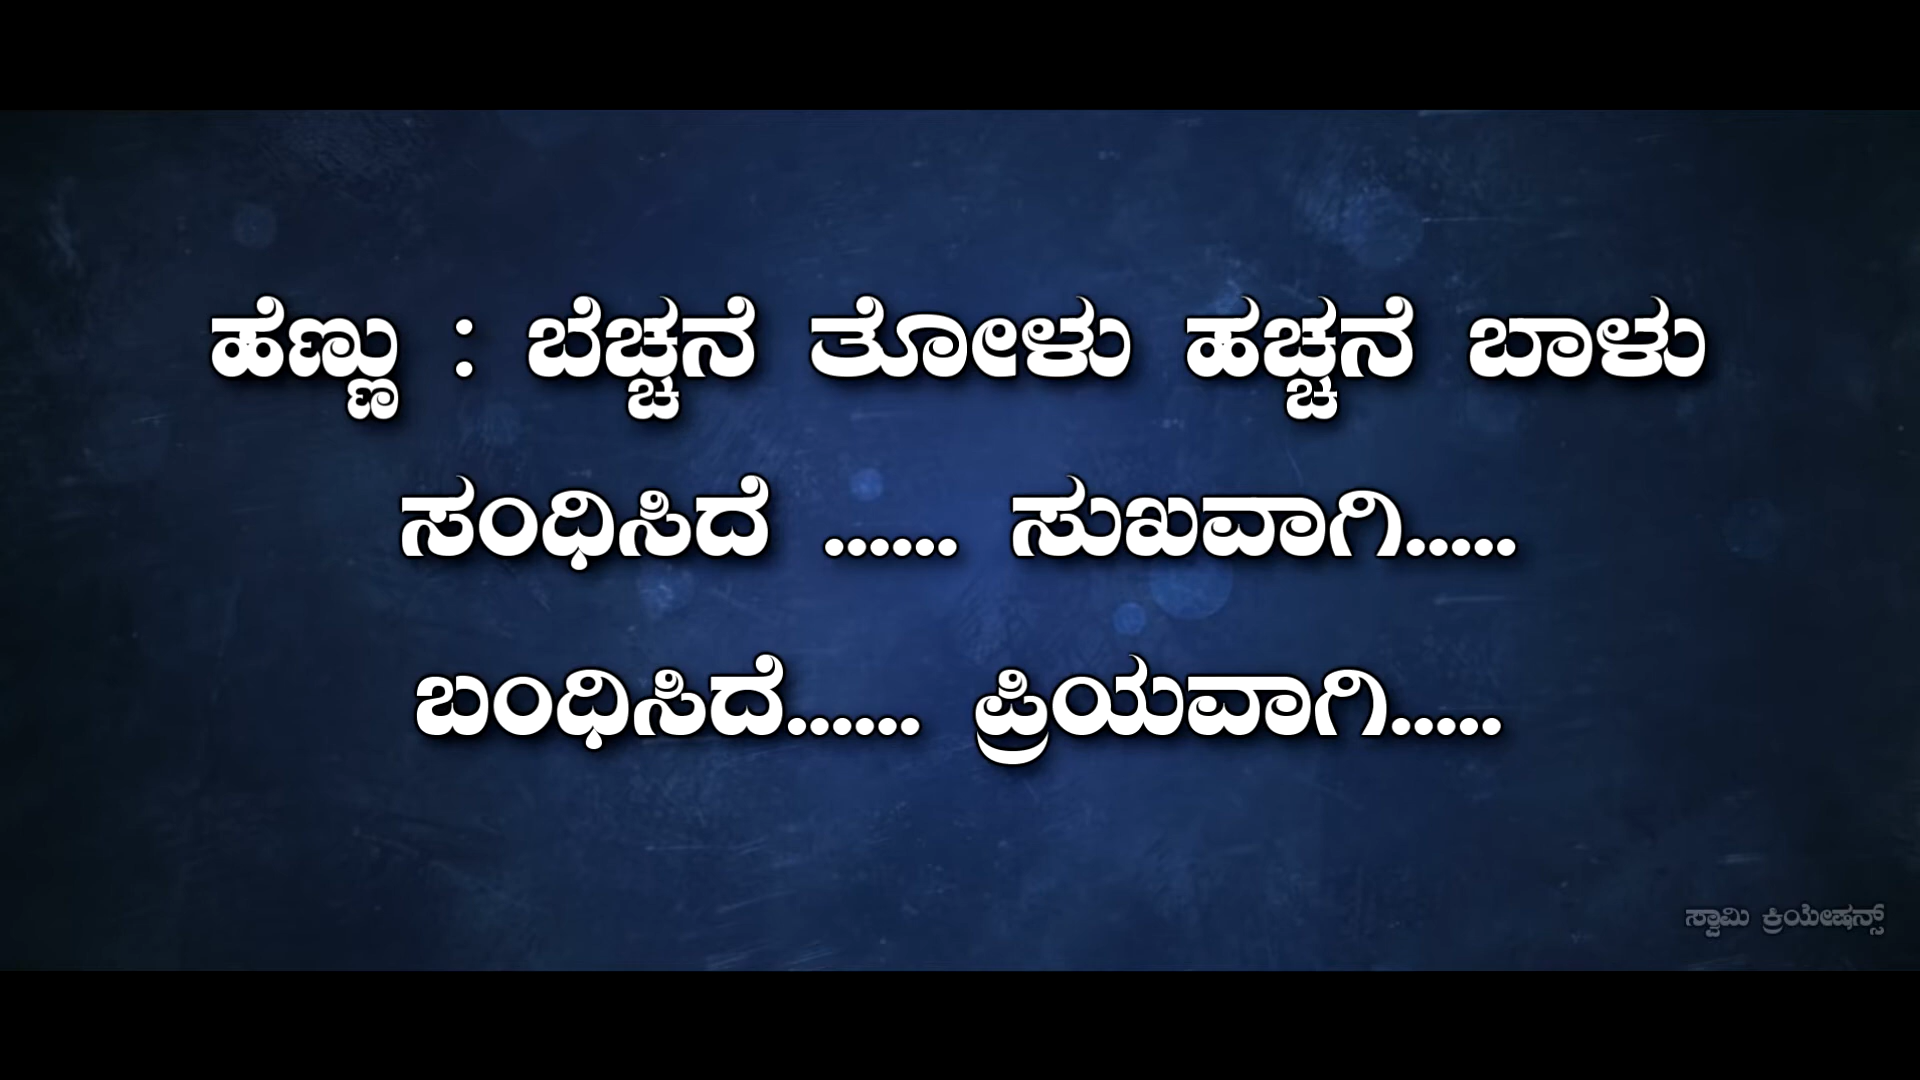 ಹೆಣ್ಣು : ಬೆಚ್ಚನೆ ತೋಳು ಹಚ್ಚನೆ ಬಾಳು
ಸಂಧಿಸಿದೆ ...... ಸುಖವಾಗಿ.....
ಬಂಧಿಸಿದೆ...... ಪ್ರಿಯವಾಗಿ.....
ಸ್ವಾಮಿ ಕ್ರಿಯೇಷನ್ಸ್